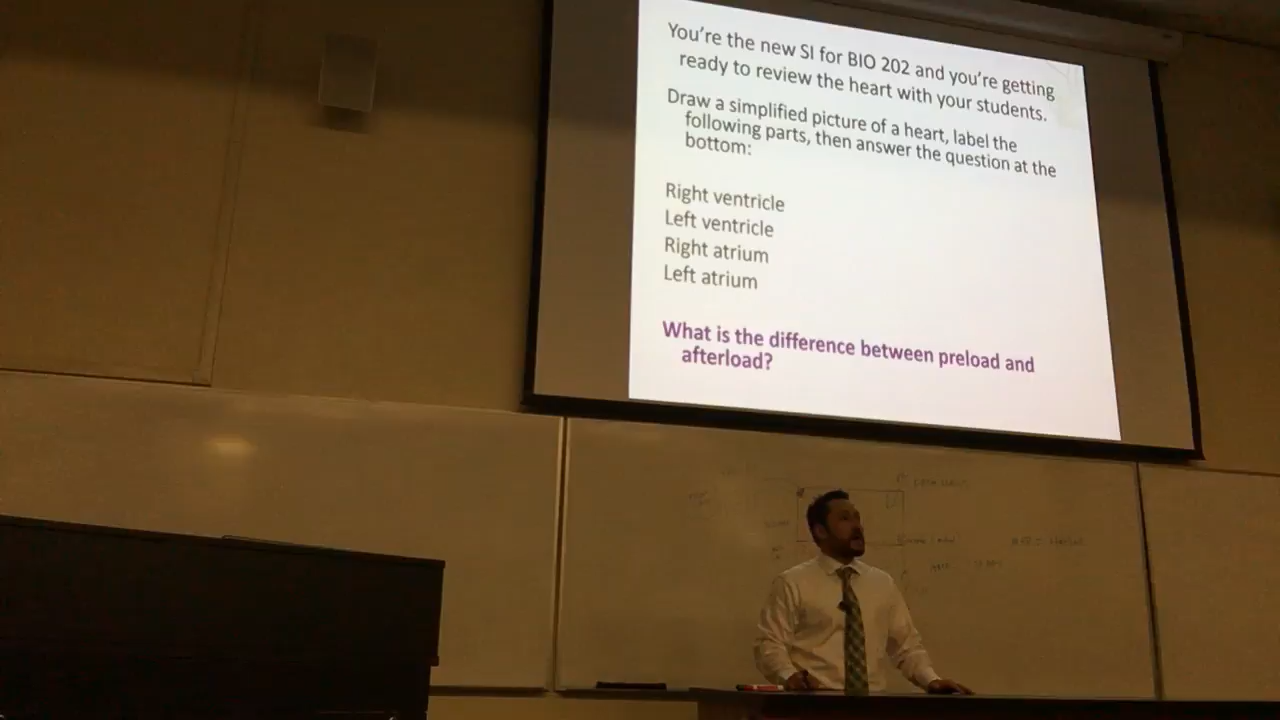 You're the new SI for BIO 202 and you're getting
ready to review the heart with your students.
Draw a simplified picture of a heart, label the
following parts, then answer the question at the
bottom:
Right ventricle
Left ventricle
Right atrium
Left atrium
What is the difference between preload and
afterload?